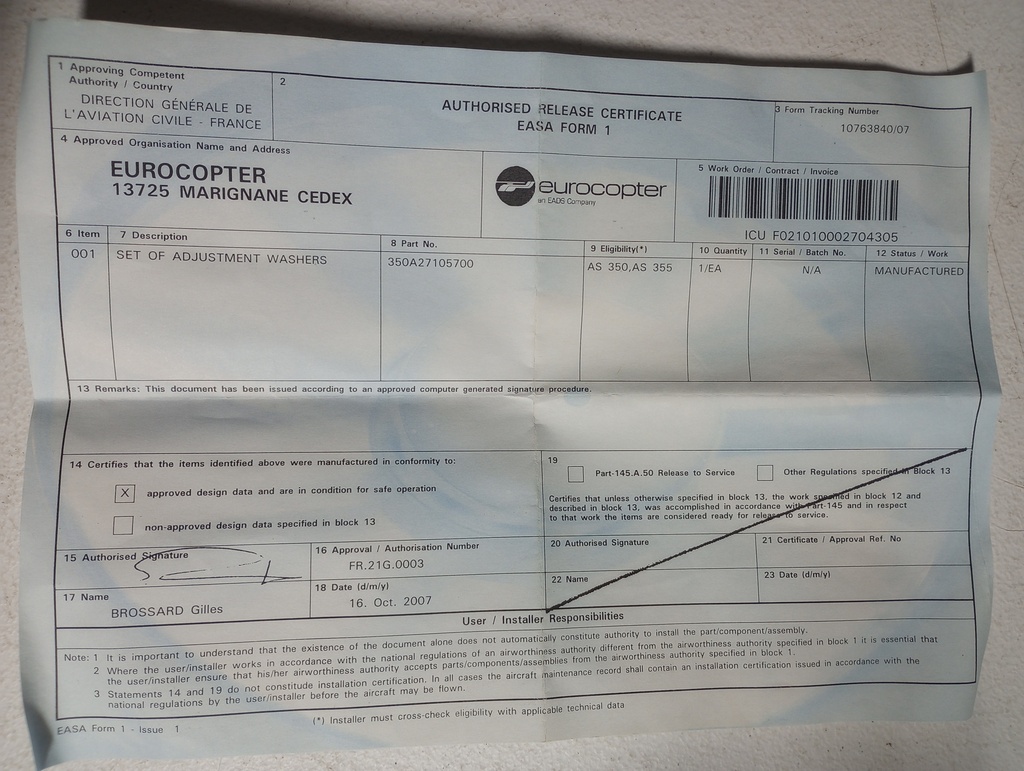 1 Approving Competent
Authority / Country
DIRECTION GÉNÉRALE DE
L'AVIATION CIVILE - FRANCE
2
AUTHORISED RELEASE CERTIFICATE
EASA FORM 1
3 Form Tracking Number
10763840/07
4 Approved Organisation Name and Address
EUROCOPTER
13725 MARIGNANE CEDEX
eurocopter
an EADS Company
5 Work Order / Contract / Invoice
ICU F021010002704305
6 Item 7 Description 8 Part No. 9 Eligibility(*) 10 Quantity 11 Serial / Batch No. 12 Status / Work
001 SET OF ADJUSTMENT WASHERS 350A27105700 AS 350,AS 355 1/EA N/A MANUFACTURED
13 Remarks: This document has been issued according to an approved computer generated signature procedure.
14 Certifies that the items identified above were manufactured in conformity to:
X approved design data and are in condition for safe operation
non-approved design data specified in block 13
19
Part-145.A.50 Release to Service Other Regulations specified in Block 13
Certifies that unless otherwise specified in block 13, the work specified in block 12 and
described in block 13, was accomplished in accordance with Part-145 and in respect
to that work the items are considered ready for release to service.
15 Authorised Signature
16 Approval / Authorisation Number
FR.21G.0003
20 Authorised Signature
21 Certificate / Approval Ref. No
17 Name
BROSSARD Gilles
18 Date (d/m/y)
16. Oct. 2007
22 Name
23 Date (d/m/y)
User / Installer Responsibilities
Note: 1 It is important to understand that the existence of the document alone does not automatically constitute authority to install the part/component/assembly.
2 Where the user/installer works in accordance with the national regulations of an airworthiness authority different from the airworthiness authority specified in block 1 it is essential that
the user/installer ensure that his/her airworthiness authority accepts parts/components/assemblies from the airworthiness authority specified in block 1.
3 Statements 14 and 19 do not constitute installation certification. In all cases the aircraft maintenance record shall contain an installation certification issued in accordance with the
national regulations by the user/installer before the aircraft may be flown.
(*) Installer must cross-check eligibility with applicable technical data
EASA Form 1 - Issue 1